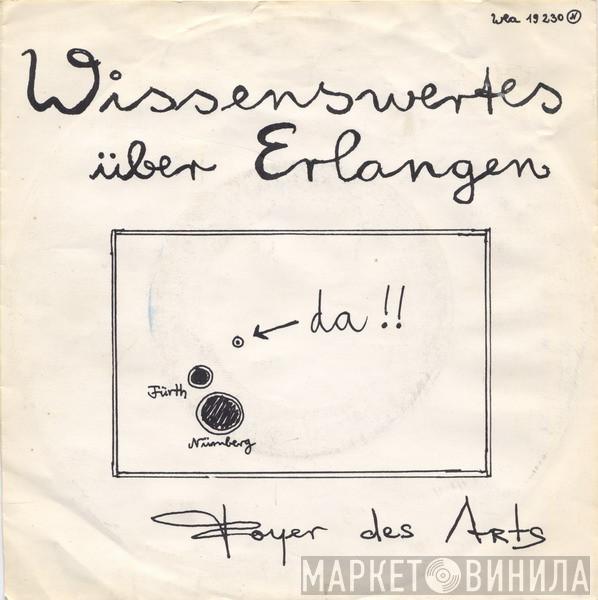 WEA 19 230 N
Wissenswertes
über Erlangen
da !!
Fürth
Nürnberg
Foyer des Arts
МАРКЕТ ВИНИЛА